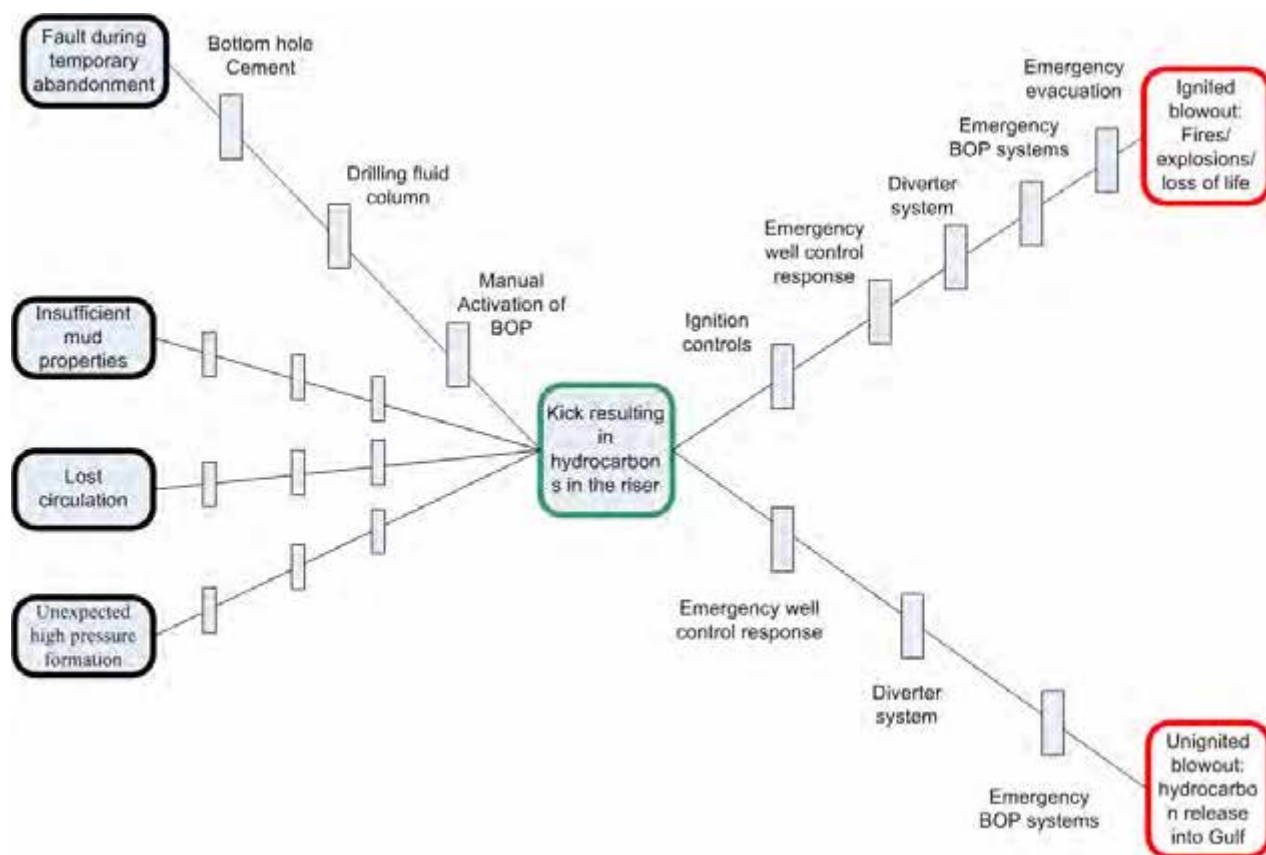 Fault during
temporary
abandonment
Bottom hole
Cement
Drilling fluid
column
Manual
Activation of
BOP
Insufficient
mud
properties
Lost
circulation
Unexpected
high pressure
formation
Kick resulting
in
hydrocarbon
s in the riser
Ignition
controls
Emergency
well control
response
Diverter
system
Emergency
BOP systems
Emergency
evacuation
Ignited
blowout:
Fires/
explosions/
loss of life
Emergency well
control response
Diverter
system
Emergency
BOP systems
Unignited
blowout:
hydrocarbo
n release
into Gulf